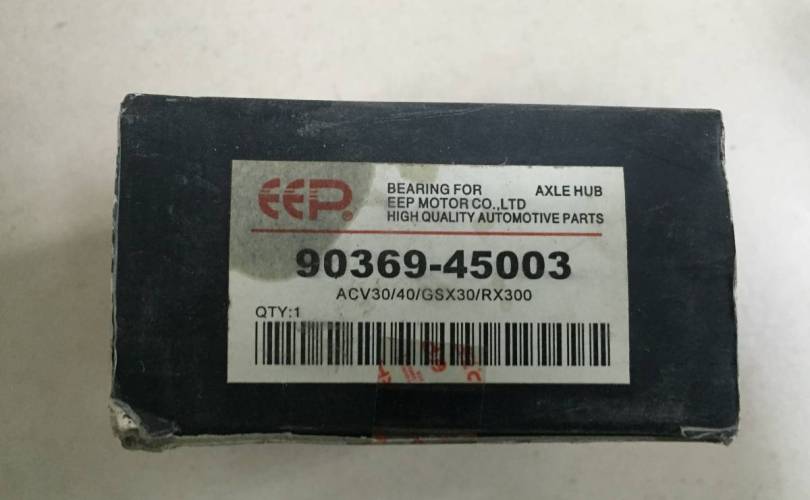 EEP.
BEARING FOR AXLE HUB
EEP MOTOR CO.,LTD
HIGH QUALITY AUTOMOTIVE PARTS
90369-45003
ACV30/40/GSX30/RX300
QTY:1